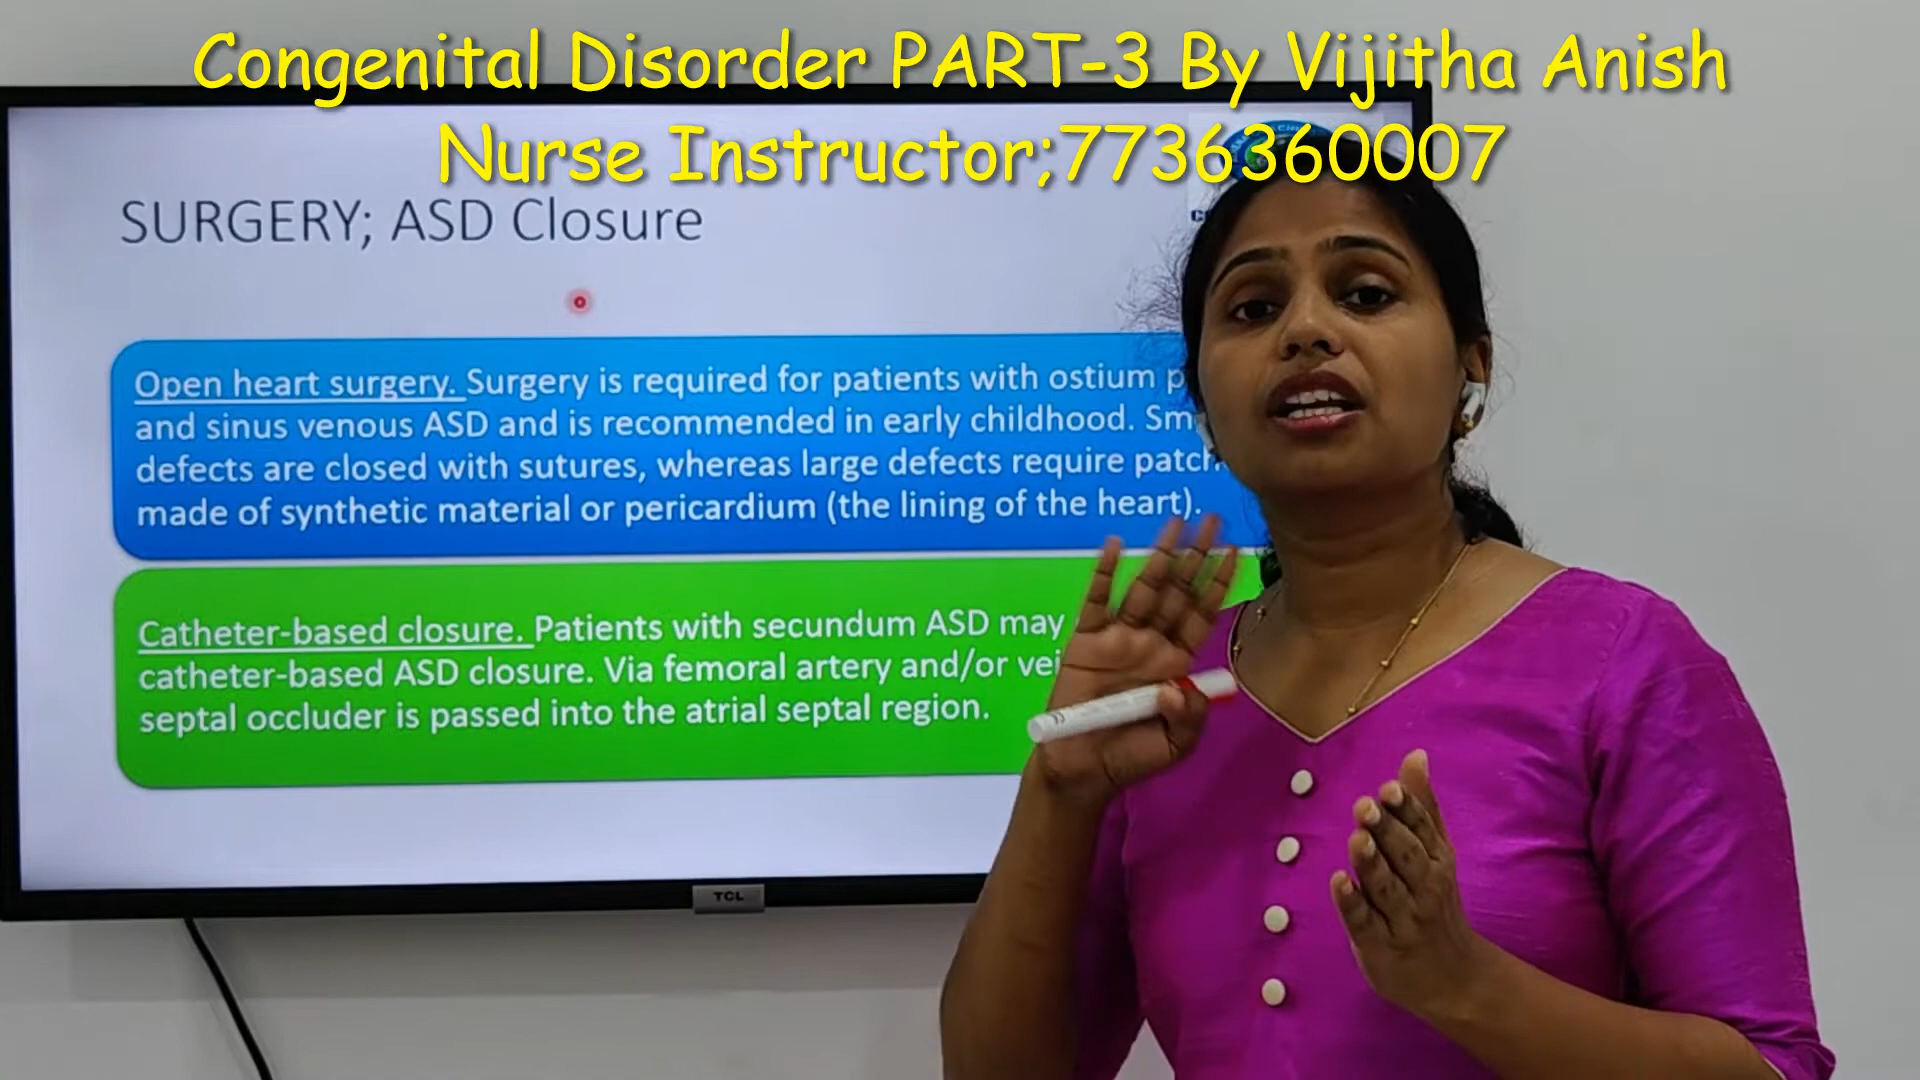 Congenital Disorder PART-3 By Vijitha Anish
Nurse Instructor;7736360007
SURGERY; ASD Closure
Open heart surgery. Surgery is required for patients with ostium
and sinus venous ASD and is recommended in early childhood.
defects are closed with sutures, whereas large defects require
made of synthetic material or pericardium (the lining of the heart).
Catheter-based closure. Patients with secundum ASD may
catheter-based ASD closure. Via femoral artery and/or
septal occluder is passed into the atrial septal region.
TCL